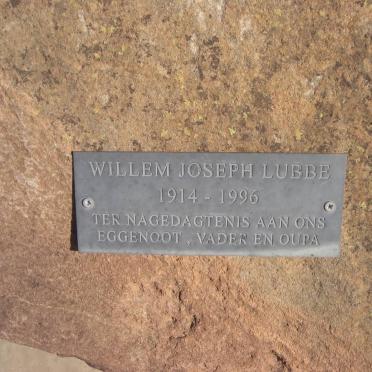 WILLEM JOSEPH LUBBE
1914 - 1996
TER NAGEDAGTENIS AAN ONS
EGGENOOT , VADER EN OUPA